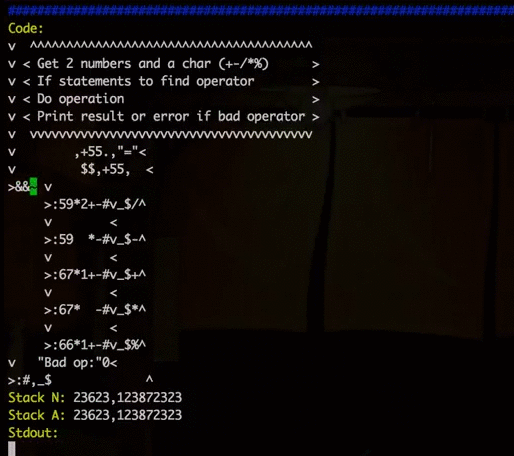 ################################################################################
Code:
v  ^^^^^^^^^^^^^^^^^^^^^^^^^^^^^^^^^^^^^^^
v < Get 2 numbers and a char (+-/*%)      >
v < If statements to find operator        >
v < Do operation                          >
v < Print result or error if bad operator >
v  vvvvvvvvvvvvvvvvvvvvvvvvvvvvvvvvvvvvvvv
v        ,+55.,"="<
v         $$,+55,  <
>&&~ v
     >:59*2+-#v_$/^
     v        <
     >:59  *-#v_$-^
     v        <
     >:67*1+-#v_$+^
     v        <
     >:67*  -#v_$*^
     v        <
     >:66*1+-#v_$%^
v   "Bad op:"0<
>:#,_$             ^
Stack N: 23623,123872323
Stack A: 23623,123872323
Stdout: